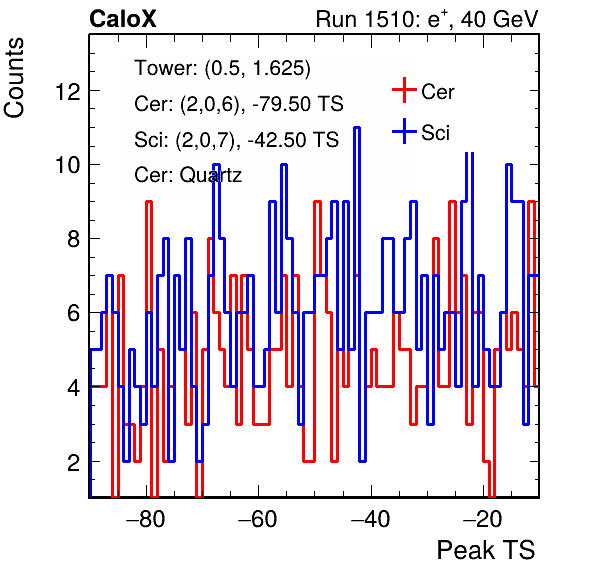 CaloX Run 1510: e+, 40 GeV
Counts
Tower: (0.5, 1.625)
Cer: (2,0,6), -79.50 TS
Sci: (2,0,7), -42.50 TS
Cer: Quartz
Cer
Sci
12
10
8
6
4
2
−80 −60 −40 −20
Peak TS